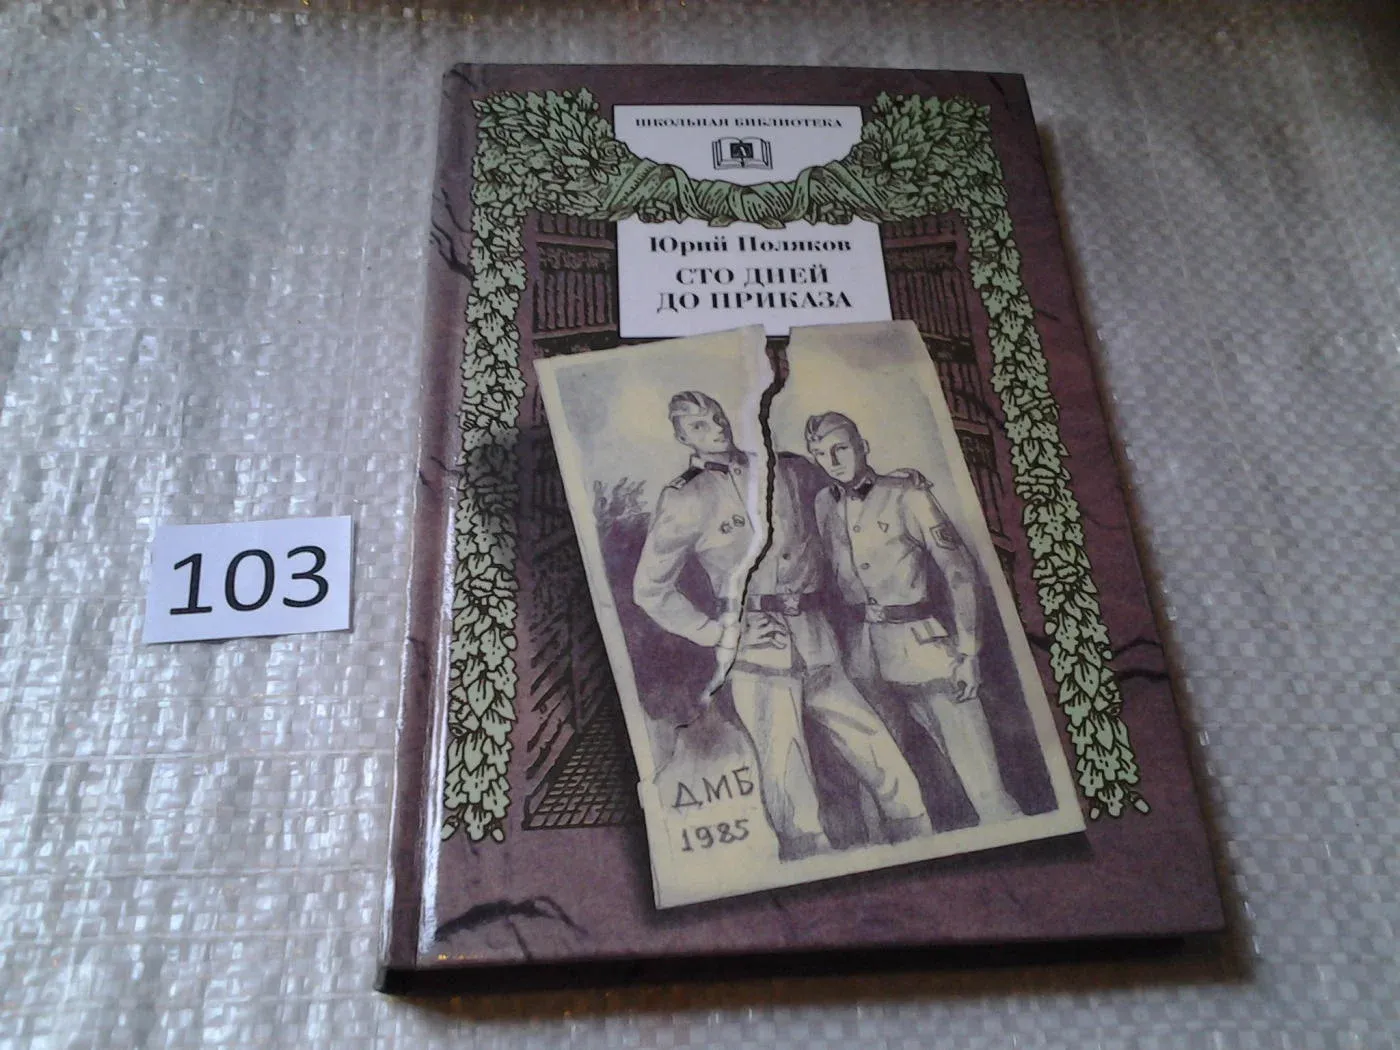 ШКОЛЬНАЯ БИБЛИОТЕКА
Юрий Поляков
СТО ДНЕЙ
ДО ПРИКАЗА
103
ДМБ
1985